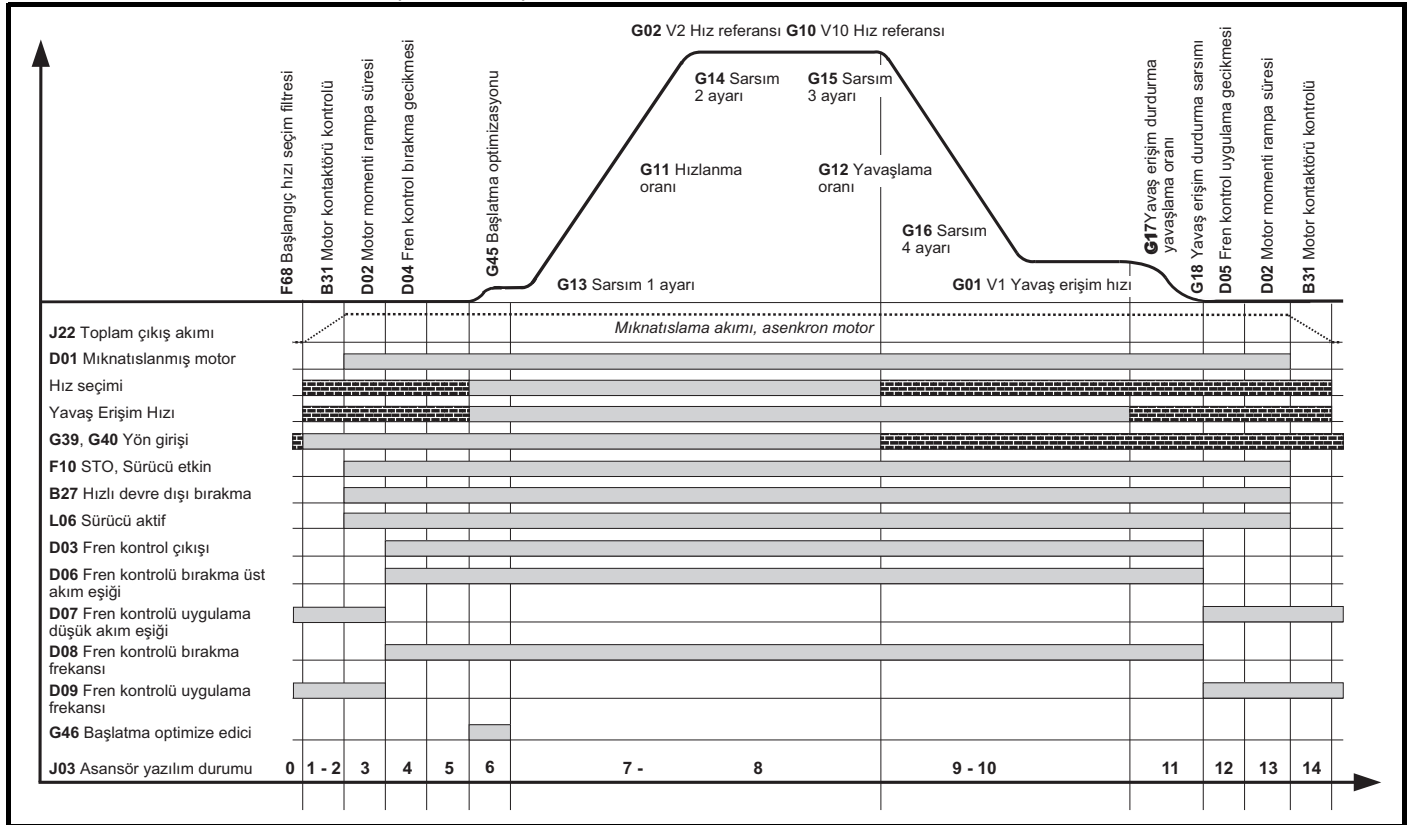 G02 V2 Hız referansı G10 V10 Hız referansı
F68 Başlangıç hızı seçim filtresi
B31 Motor kontaktörü kontrolü
D02 Motor momenti rampa süresi
D04 Fren kontrol bırakma gecikmesi
G45 Başlatma optimizasyonu
G14 Sarsım
2 ayarı
G15 Sarsım
3 ayarı
G11 Hızlanma
oranı
G12 Yavaşlama
oranı
G16 Sarsım
4 ayarı
G13 Sarsım 1 ayarı
G01 V1 Yavaş erişim hızı
G17 Yavaş erişim durdurma
yavaşlama oranı
G18 Yavaş erişim durdurma sarsımı
D05 Fren kontrol uygulama gecikmesi
D02 Motor momenti rampa süresi
B31 Motor kontaktörü kontrolü
J22 Toplam çıkış akımı
Mıknatıslama akımı, asenkron motor
D01 Mıknatıslanmış motor
Hız seçimi
Yavaş Erişim Hızı
G39, G40 Yön girişi
F10 STO, Sürücü etkin
B27 Hızlı devre dışı bırakma
L06 Sürücü aktif
D03 Fren kontrol çıkışı
D06 Fren kontrolü bırakma üst
akım eşiği
D07 Fren kontrolü uygulama
düşük akım eşiği
D08 Fren kontrolü bırakma
frekansı
D09 Fren kontrolü uygulama
frekansı
G46 Başlatma optimize edici
J03 Asansör yazılım durumu 0 1 - 2 3 4 5 6 7 - 8 9 - 10 11 12 13 14